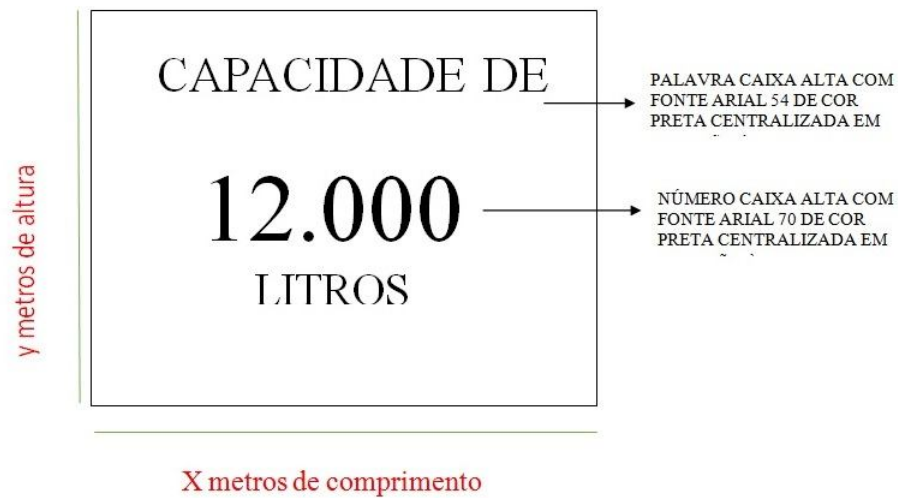 CAPACIDADE DE
PALAVRA CAIXA ALTA COM
FONTE ARIAL 54 DE COR
PRETA CENTRALIZADA EM
12.000
NÚMERO CAIXA ALTA COM
FONTE ARIAL 70 DE COR
PRETA CENTRALIZADA EM
LITROS
y metros de altura
X metros de comprimento